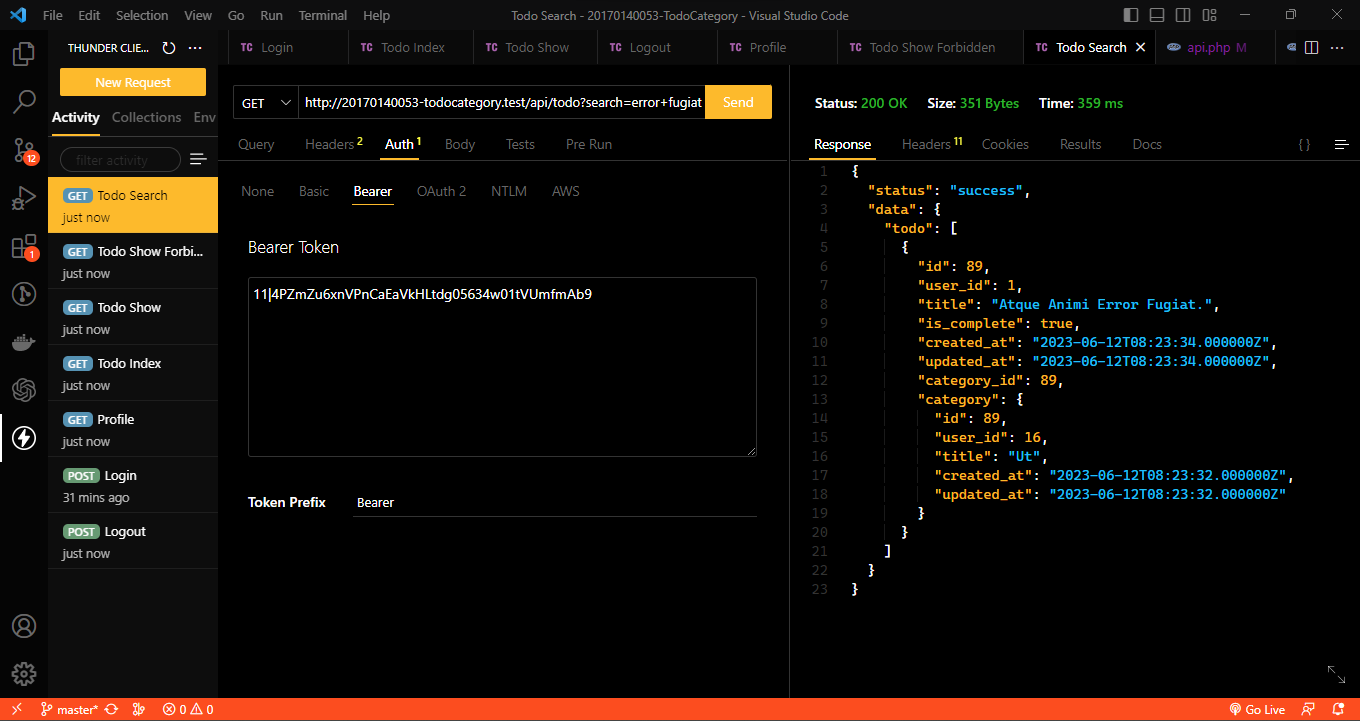 File Edit Selection View Go Run Terminal Help Todo Search - 20170140053-TodoCategory - Visual Studio Code
THUNDER CLIE... ...
TC Login TC Todo Index TC Todo Show TC Logout TC Profile TC Todo Show Forbidden TC Todo Search api.php M
New Request
Activity Collections Env
filter activity
GET Todo Search
just now
GET Todo Show Forbi...
just now
GET Todo Show
just now
GET Todo Index
just now
GET Profile
just now
POST Login
31 mins ago
POST Logout
just now
12
1
GET http://20170140053-todocategory.test/api/todo?search=error+fugiat Send
Query Headers 2 Auth 1 Body Tests Pre Run
None Basic Bearer OAuth 2 NTLM AWS
Bearer Token
11|4PZmZu6xnVPnCaEaVkHLtdg05634w01tVUmfmAb9
Token Prefix Bearer
Status: 200 OK Size: 351 Bytes Time: 359 ms
Response Headers 11 Cookies Results Docs { }
1 {
2 "status": "success",
3 "data": {
4 "todo": [
5 {
6 "id": 89,
7 "user_id": 1,
8 "title": "Atque Animi Error Fugiat.",
9 "is_complete": true,
10 "created_at": "2023-06-12T08:23:34.000000Z",
11 "updated_at": "2023-06-12T08:23:34.000000Z",
12 "category_id": 89,
13 "category": {
14 "id": 89,
15 "user_id": 16,
16 "title": "Ut",
17 "created_at": "2023-06-12T08:23:32.000000Z",
18 "updated_at": "2023-06-12T08:23:32.000000Z"
19 }
20 }
21 ]
22 }
23 }
master* 0 0 Go Live